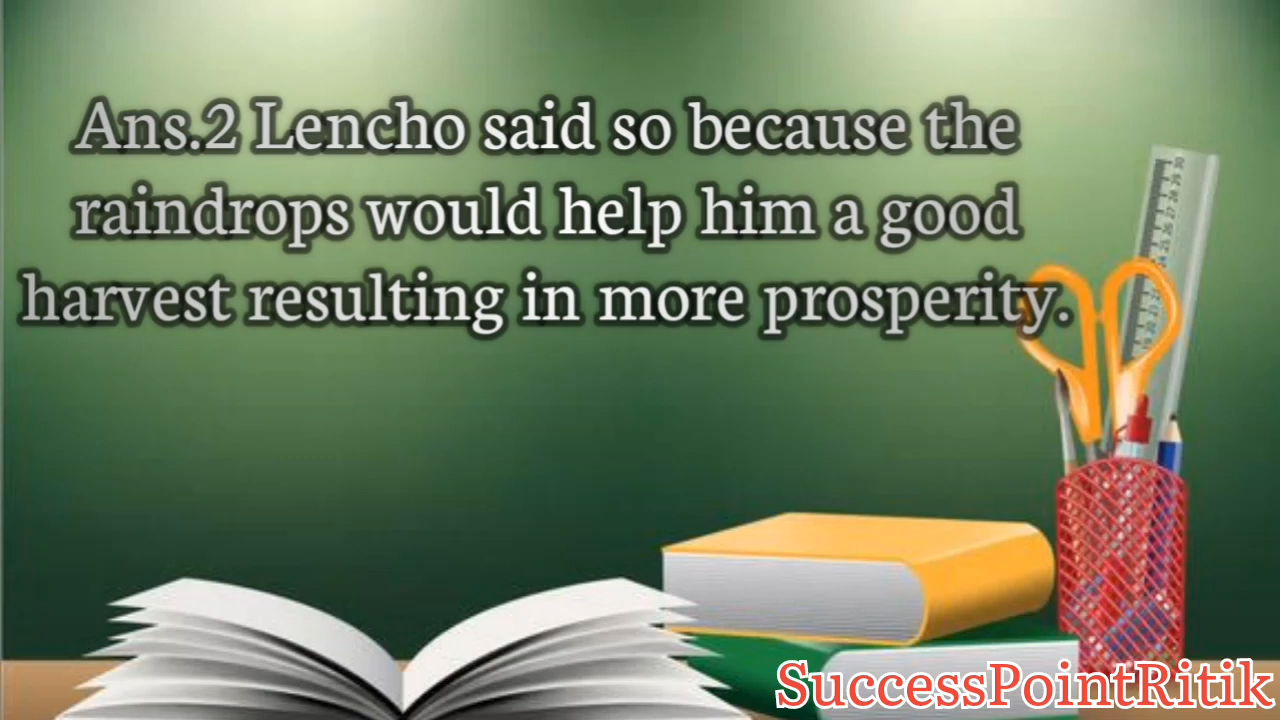 Ans.2 Lencho said so because the
raindrops would help him a good
harvest resulting in more prosperity.
SuccessPointRitik